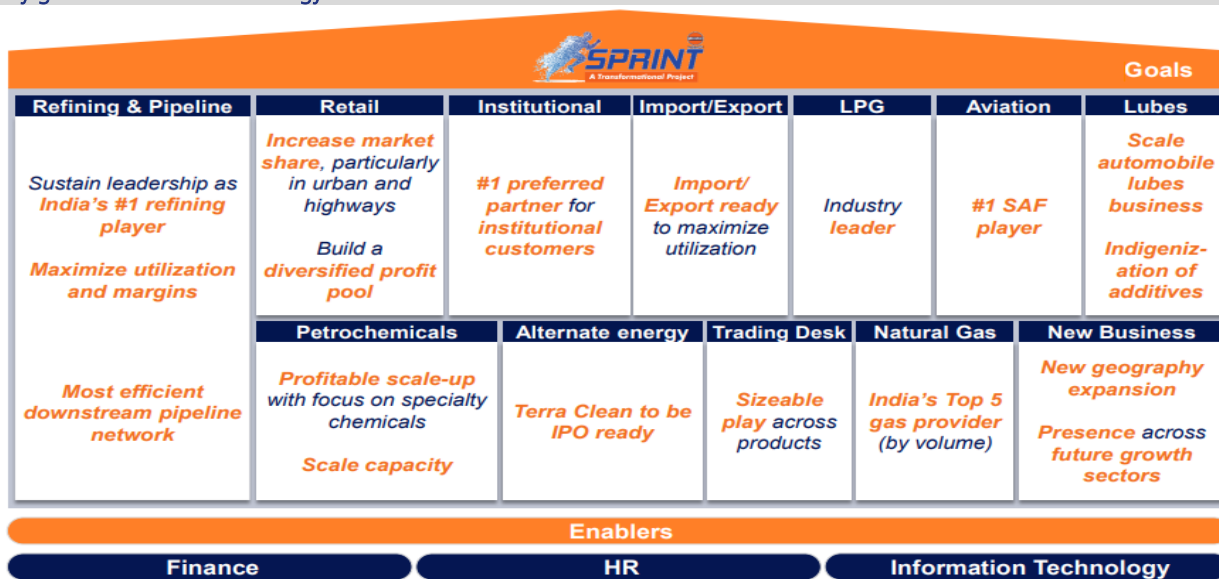 SPRINT
A Transformational Project
Goals
Refining & Pipeline
Sustain leadership as
India's #1 refining
player
Maximize utilization
and margins
Most efficient
downstream pipeline
network
Retail
Increase market
share, particularly
in urban and
highways
Build a
diversified profit
pool
Institutional
#1 preferred
partner for
institutional
customers
Import/Export
Import/
Export ready
to maximize
utilization
LPG
Industry
leader
Aviation
#1 SAF
player
Lubes
Scale
automobile
lubes
business
Indigeniz-
ation of
additives
Petrochemicals
Profitable scale-up
with focus on specialty
chemicals
Scale capacity
Alternate energy
Terra Clean to be
IPO ready
Trading Desk
Sizeable
play across
products
Natural Gas
India's Top 5
gas provider
(by volume)
New Business
New geography
expansion
Presence across
future growth
sectors
Enablers
Finance
HR
Information Technology